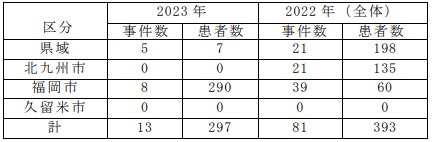 区分 2023 年 2022 年（全体）
事件数 患者数 事件数 患者数
県域 5 7 21 198
北九州市 0 0 21 135
福岡市 8 290 39 60
久留米市 0 0 0 0
計 13 297 81 393